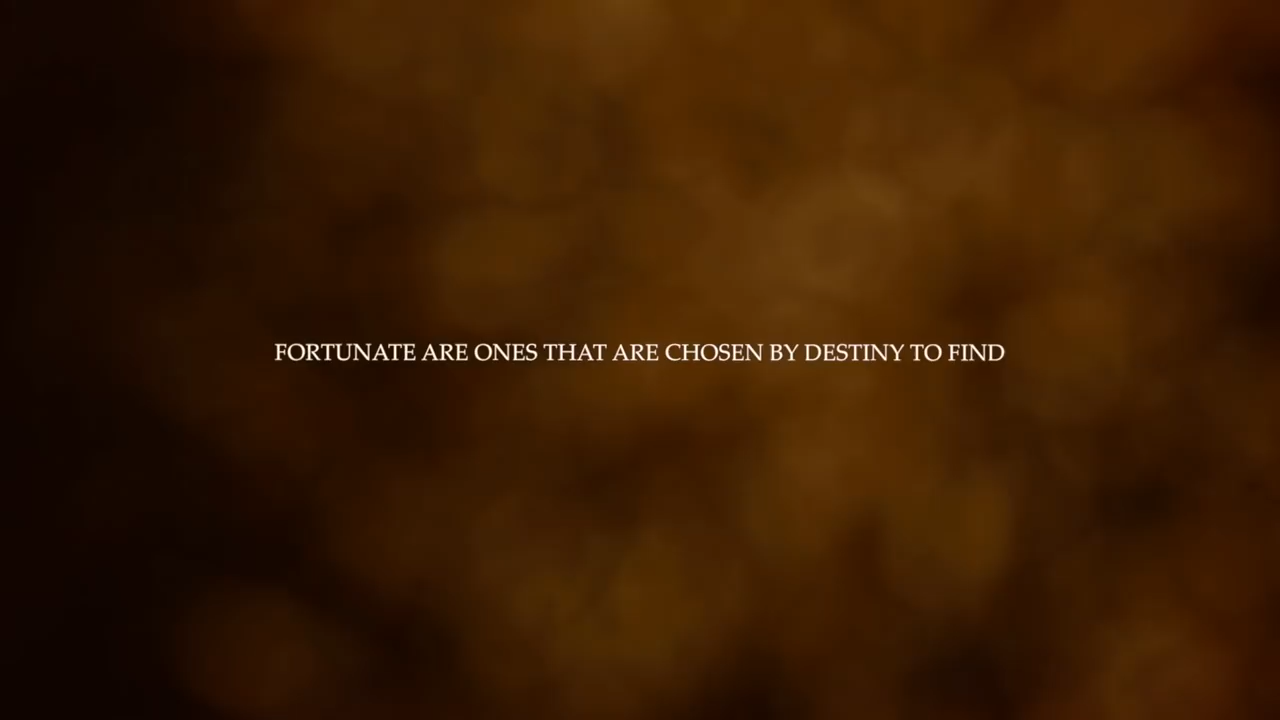 FORTUNATE ARE ONES THAT ARE CHOSEN BY DESTINY TO FIND